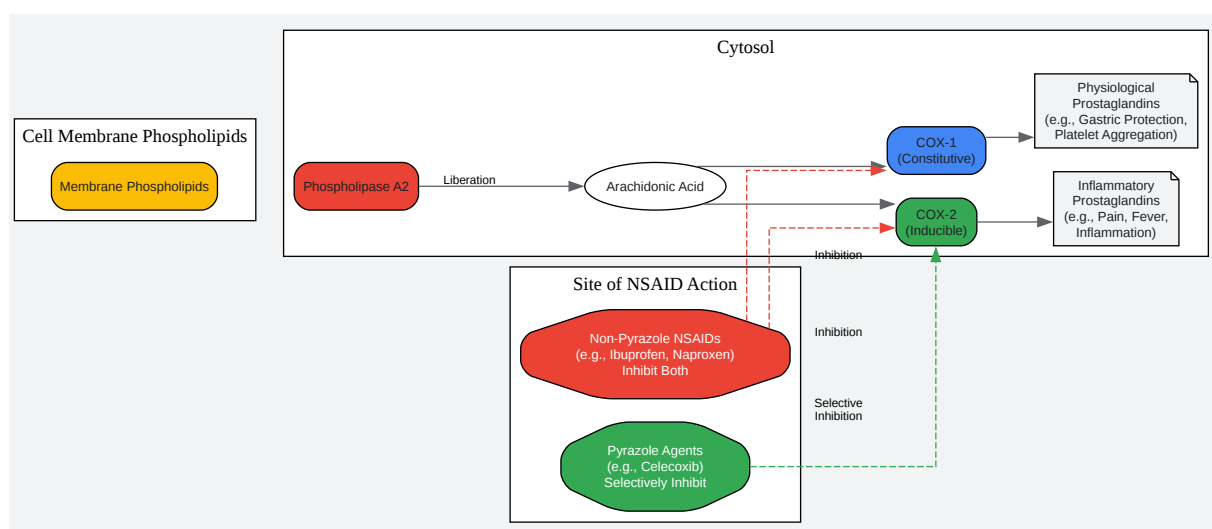 Cytosol
Cell Membrane Phospholipids
Membrane Phospholipids
Phospholipase A2
Liberation
Arachidonic Acid
COX-1
(Constitutive)
Physiological
Prostaglandins
(e.g., Gastric Protection,
Platelet Aggregation)
COX-2
(Inducible)
Inflammatory
Prostaglandins
(e.g., Pain, Fever,
Inflammation)
Inhibition
Site of NSAID Action
Non-Pyrazole NSAIDs
(e.g., Ibuprofen, Naproxen)
Inhibit Both
Inhibition
Selective
Inhibition
Pyrazole Agents
(e.g., Celecoxib)
Selectively Inhibit